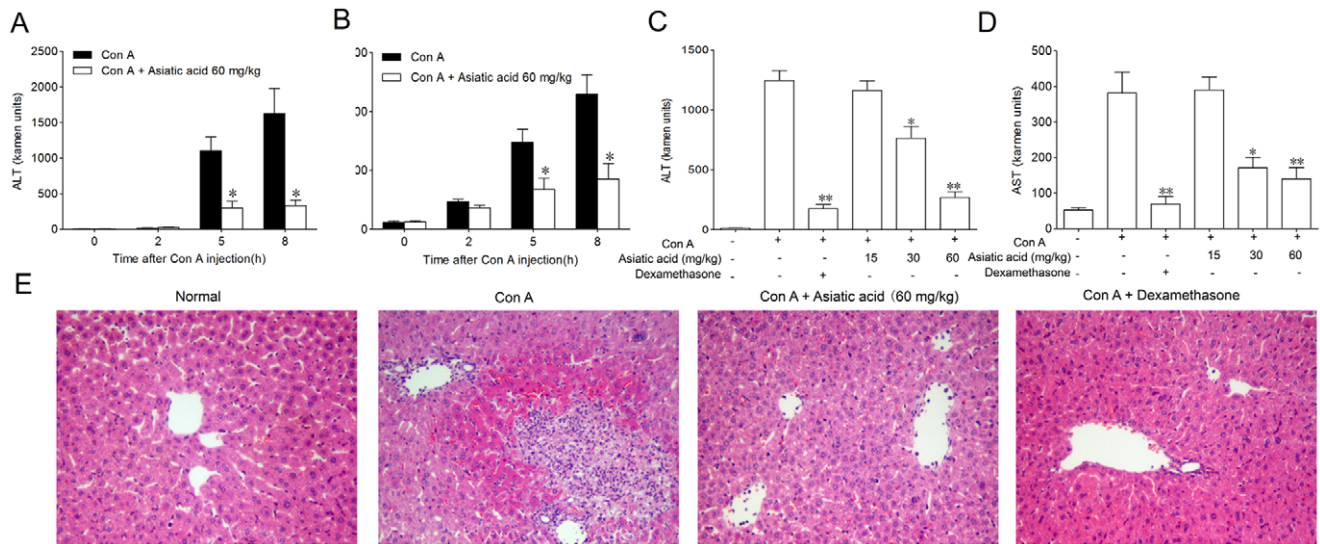 A
2500
2000
1500
1000
500
0
ALT (kamen units)
Con A
Con A + Asiatic acid 60 mg/kg
*
*
0 2 5 8
Time after Con A injection(h)
B
Con A
Con A + Asiatic acid 60 mg/kg
*
*
0 2 5 8
Time after Con A injection(h)
C
1500
1000
500
0
ALT (kamen units)
**
*
**
Con A - + + + + +
Asiatic acid (mg/kg) - - - 15 30 60
Dexamethasone - - + - - -
D
500
400
300
200
100
0
AST (karmen units)
**
*
**
Con A - + + + + +
Asiatic acid (mg/kg) - - - 15 30 60
Dexamethasone - - + - - -
E
Normal
Con A
Con A + Asiatic acid (60 mg/kg)
Con A + Dexamethasone